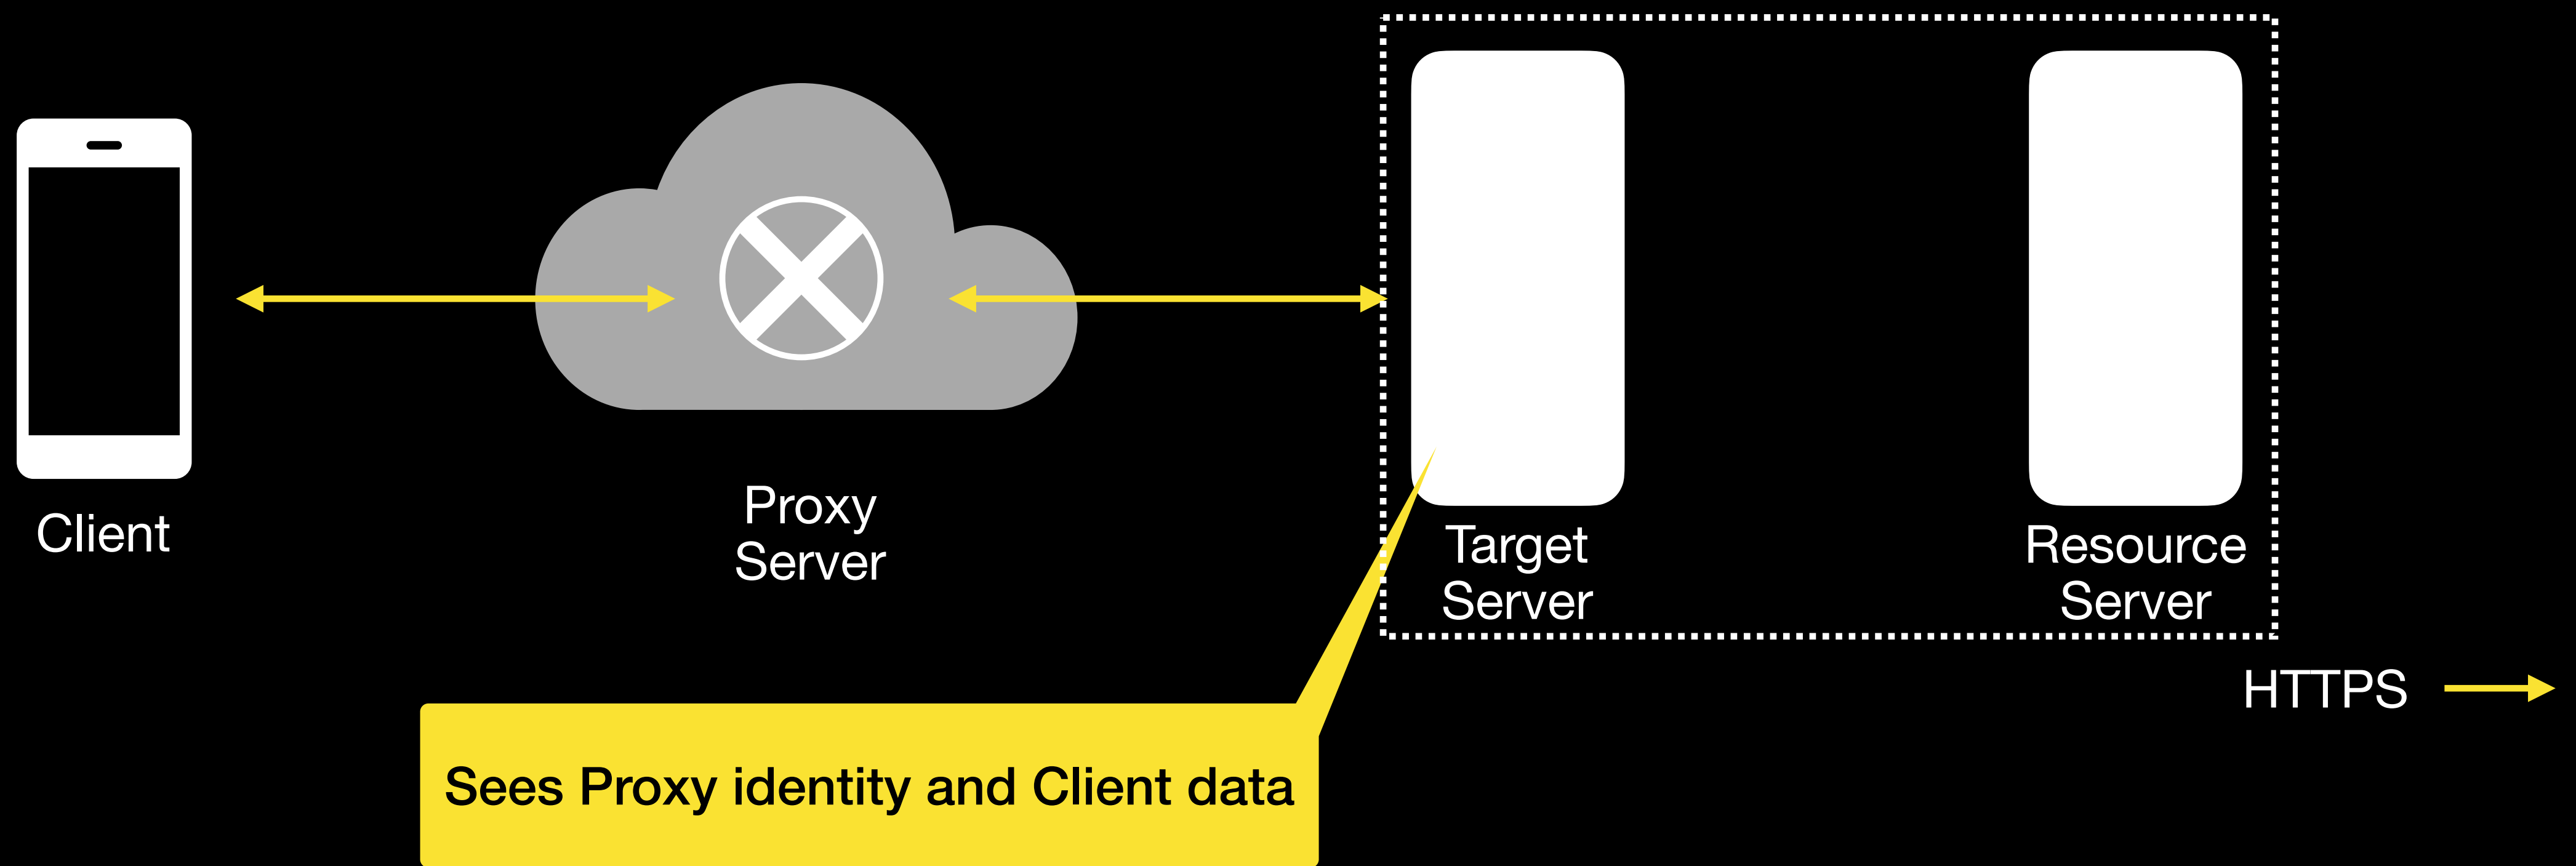 Client
Proxy
Server
Target
Server
Resource
Server
HTTPS
Sees Proxy identity and Client data